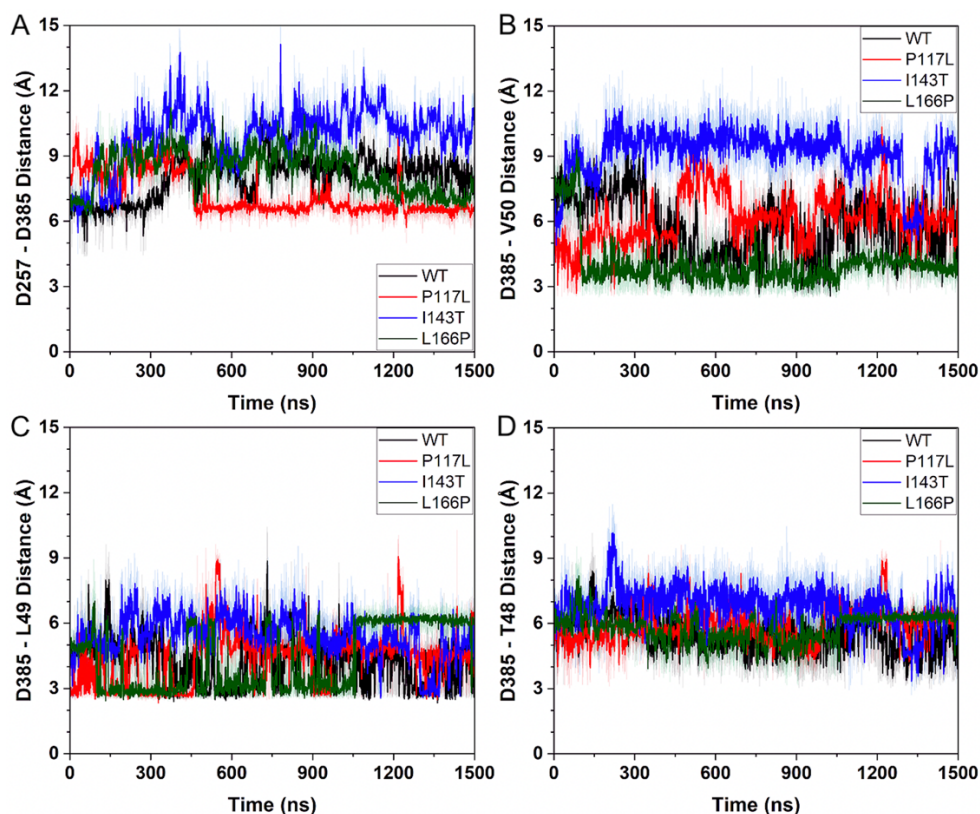 A
D257 - D385 Distance (Å)
15
12
9
6
3
0
WT
P117L
I143T
L166P
0 300 600 900 1200 1500
Time (ns)
B
D385 - V50 Distance (Å)
15
12
9
6
3
0
WT
P117L
I143T
L166P
0 300 600 900 1200 1500
Time (ns)
C
D385 - L49 Distance (Å)
15
12
9
6
3
0
WT
P117L
I143T
L166P
0 300 600 900 1200 1500
Time (ns)
D
D385 - T48 Distance (Å)
15
12
9
6
3
0
WT
P117L
I143T
L166P
0 300 600 900 1200 1500
Time (ns)